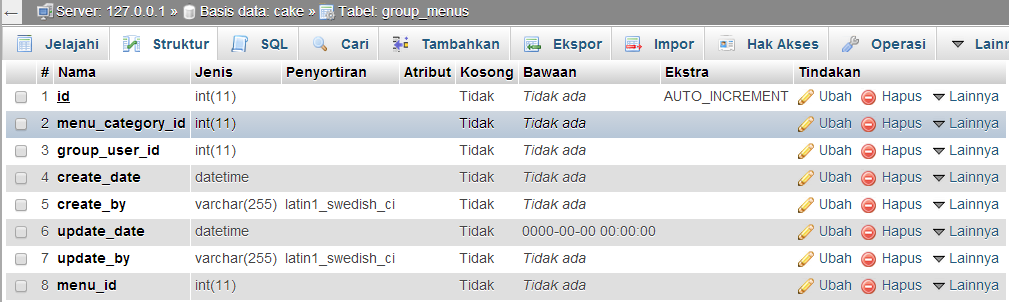 ← Server: 127.0.0.1 » Basis data: cake » Tabel: group_menus
Jelajahi Struktur SQL Cari Tambahkan Ekspor Impor Hak Akses Operasi
# Nama Jenis Penyortiran Atribut Kosong Bawaan Ekstra Tindakan
1 id int(11) Tidak Tidak ada AUTO_INCREMENT Ubah Hapus Lainnya
2 menu_category_id int(11) Tidak Tidak ada Ubah Hapus Lainnya
3 group_user_id int(11) Tidak Tidak ada Ubah Hapus Lainnya
4 create_date datetime Tidak Tidak ada Ubah Hapus Lainnya
5 create_by varchar(255) latin1_swedish_ci Tidak Tidak ada Ubah Hapus Lainnya
6 update_date datetime Tidak 0000-00-00 00:00:00 Ubah Hapus Lainnya
7 update_by varchar(255) latin1_swedish_ci Tidak Tidak ada Ubah Hapus Lainnya
8 menu_id int(11) Tidak Tidak ada Ubah Hapus Lainnya